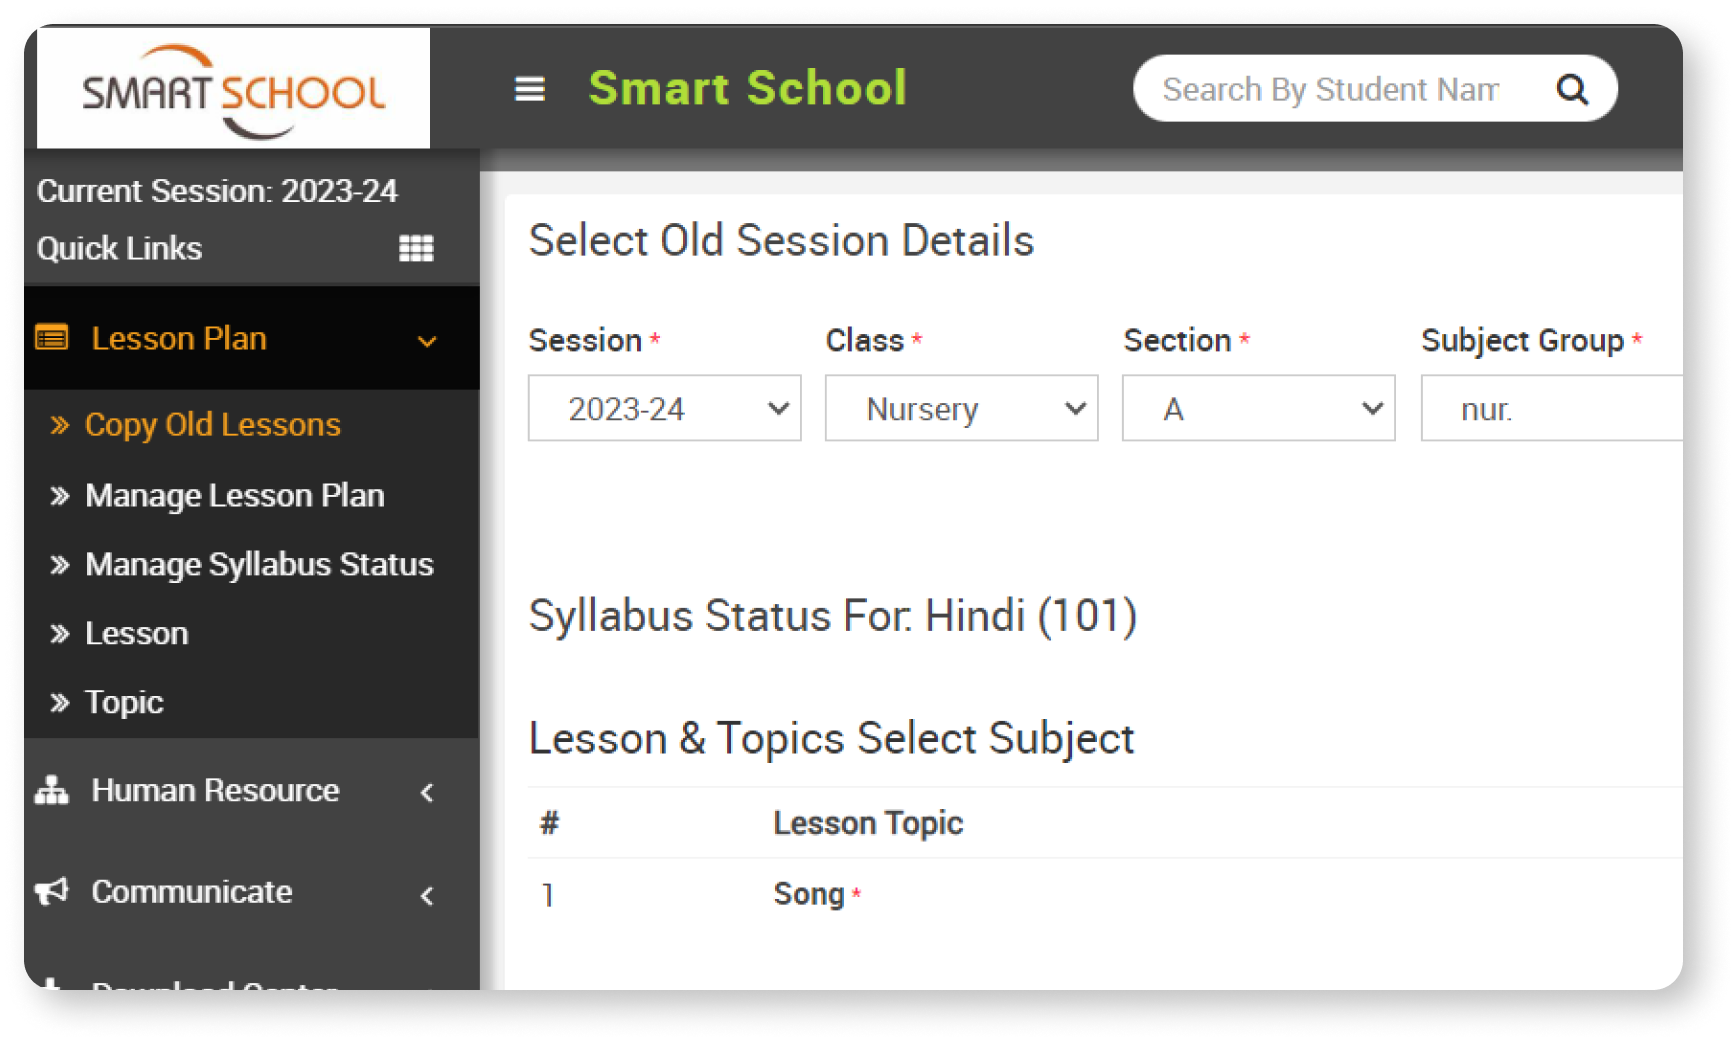 SMART SCHOOL
Smart School
Search By Student Nam
Current Session: 2023-24
Quick Links
Lesson Plan
Copy Old Lessons
Manage Lesson Plan
Manage Syllabus Status
Lesson
Topic
Human Resource
Communicate
Download Center
Select Old Session Details
Session * Class * Section * Subject Group *
2023-24 Nursery A nur.
Syllabus Status For: Hindi (101)
Lesson & Topics Select Subject
# Lesson Topic
1 Song *